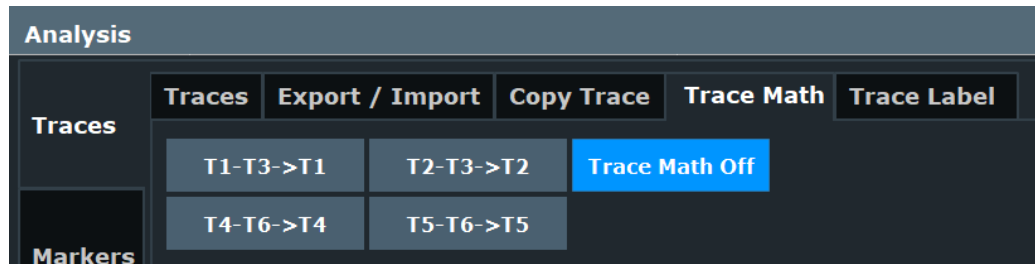 Analysis
Traces Export / Import Copy Trace Trace Math Trace Label
Traces
T1-T3->T1 T2-T3->T2 Trace Math Off
T4-T6->T4 T5-T6->T5
Markers